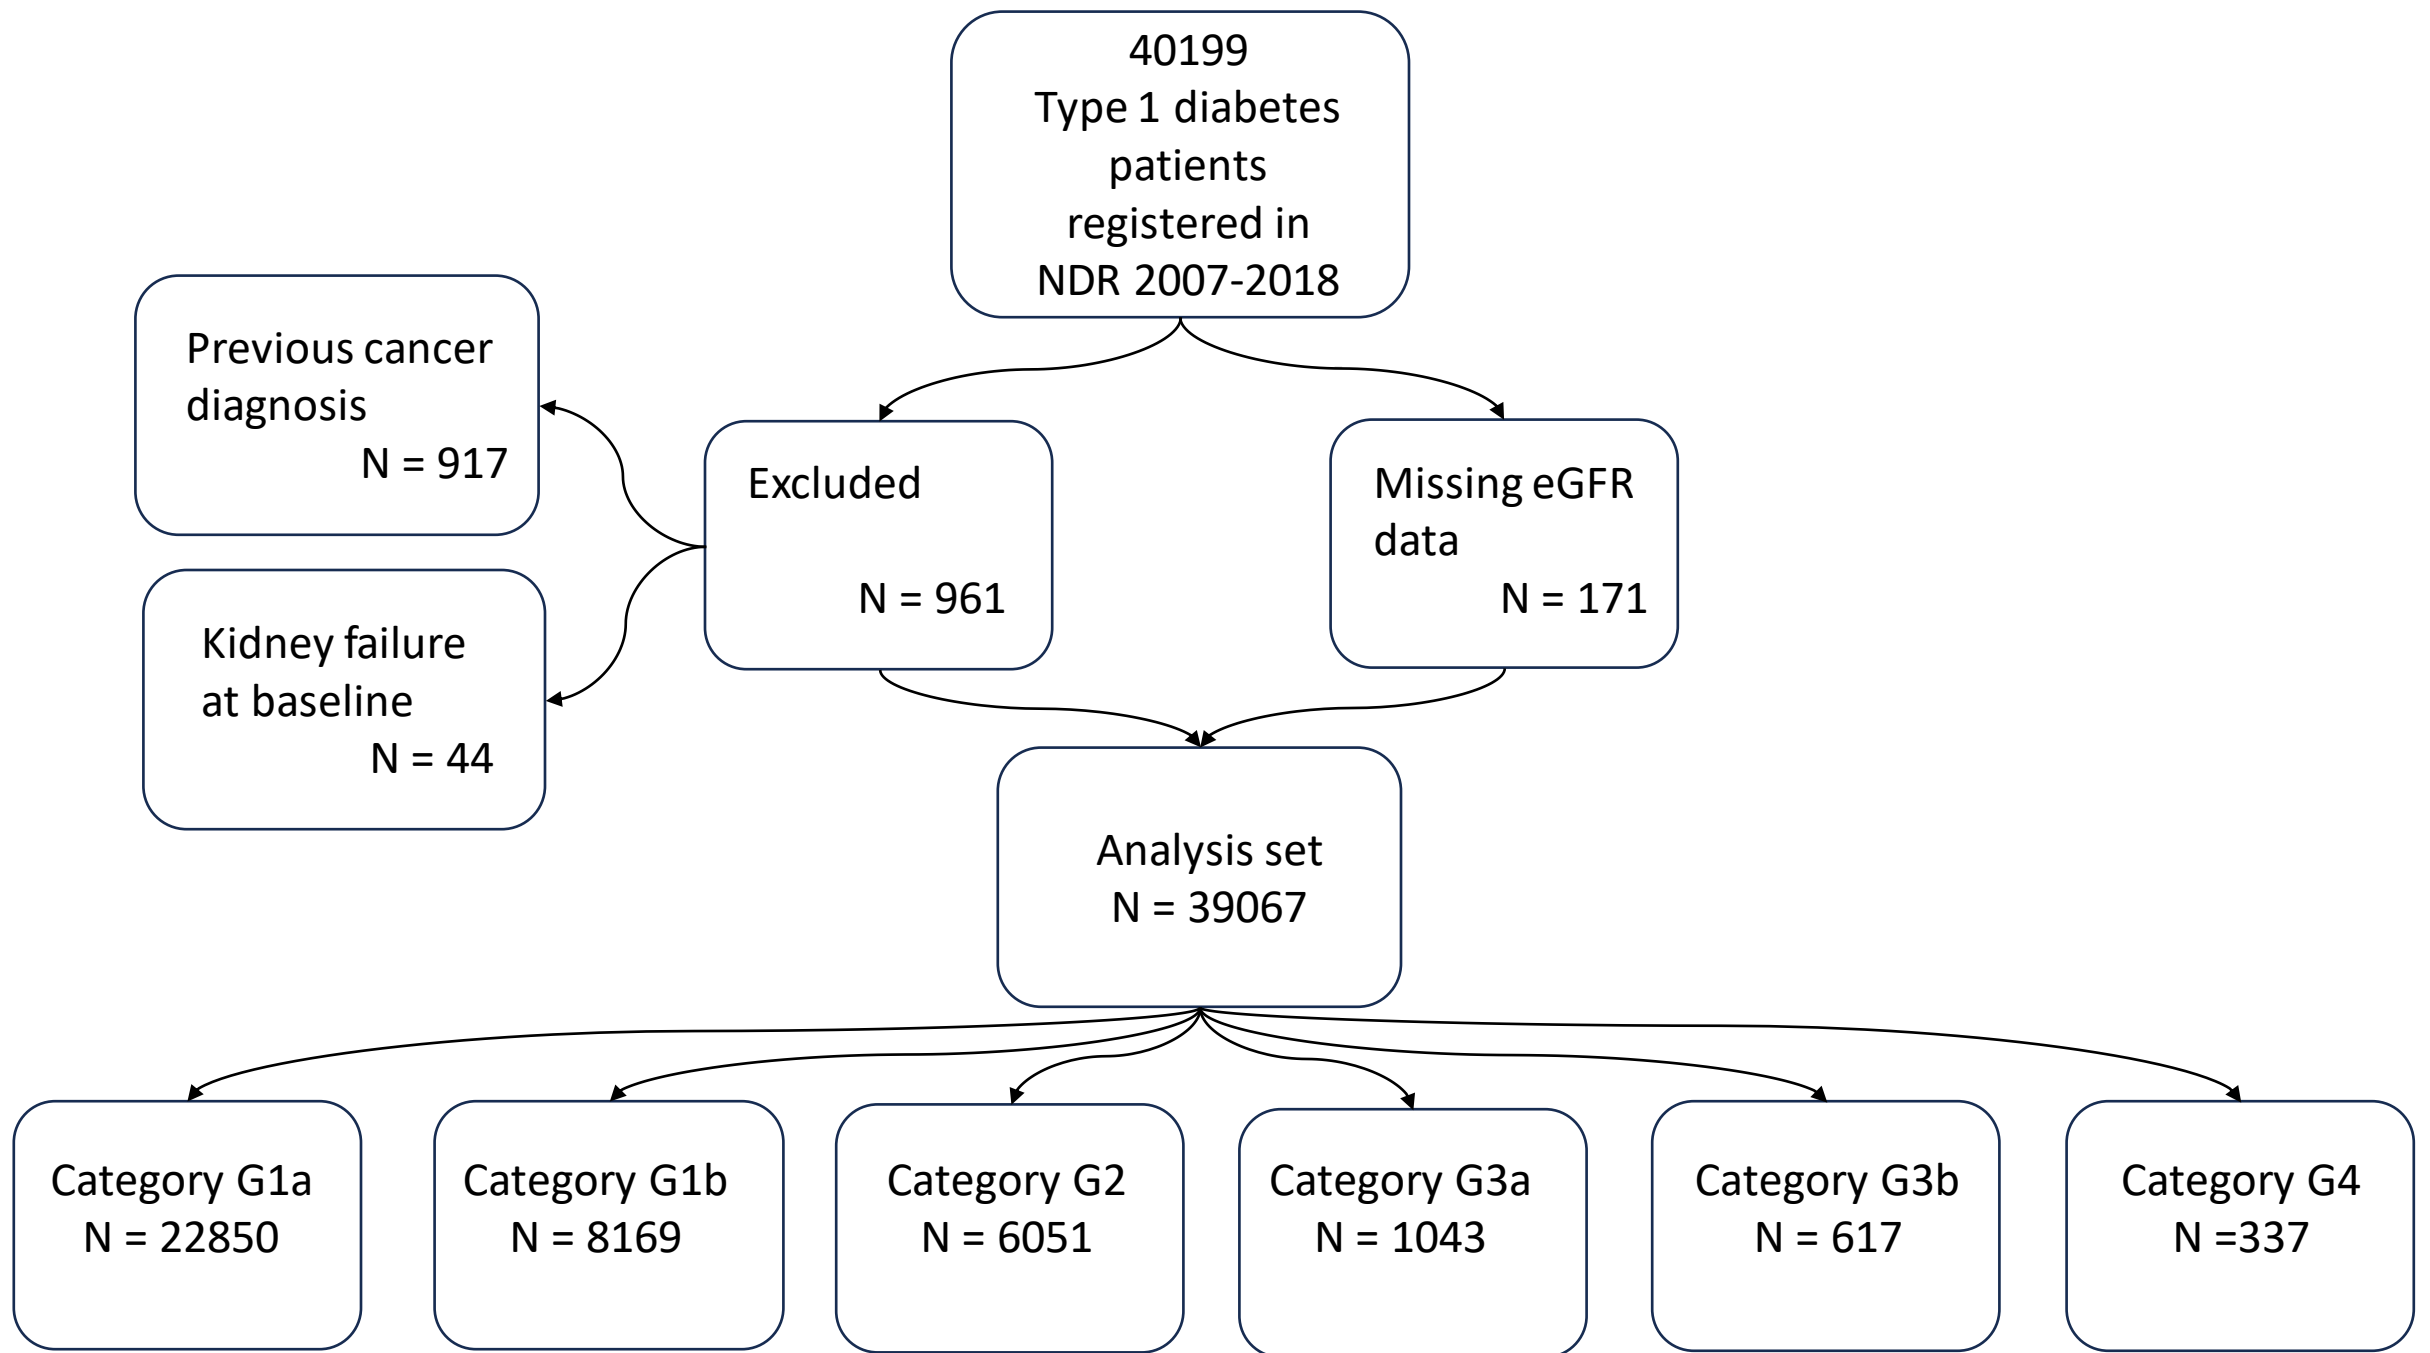 40199
Type 1 diabetes
patients
registered in
NDR 2007-2018
Previous cancer
diagnosis
N = 917
Excluded
N = 961
Missing eGFR
data
N = 171
Kidney failure
at baseline
N = 44
Analysis set
N = 39067
Category G1a
N = 22850
Category G1b
N = 8169
Category G2
N = 6051
Category G3a
N = 1043
Category G3b
N = 617
Category G4
N =337